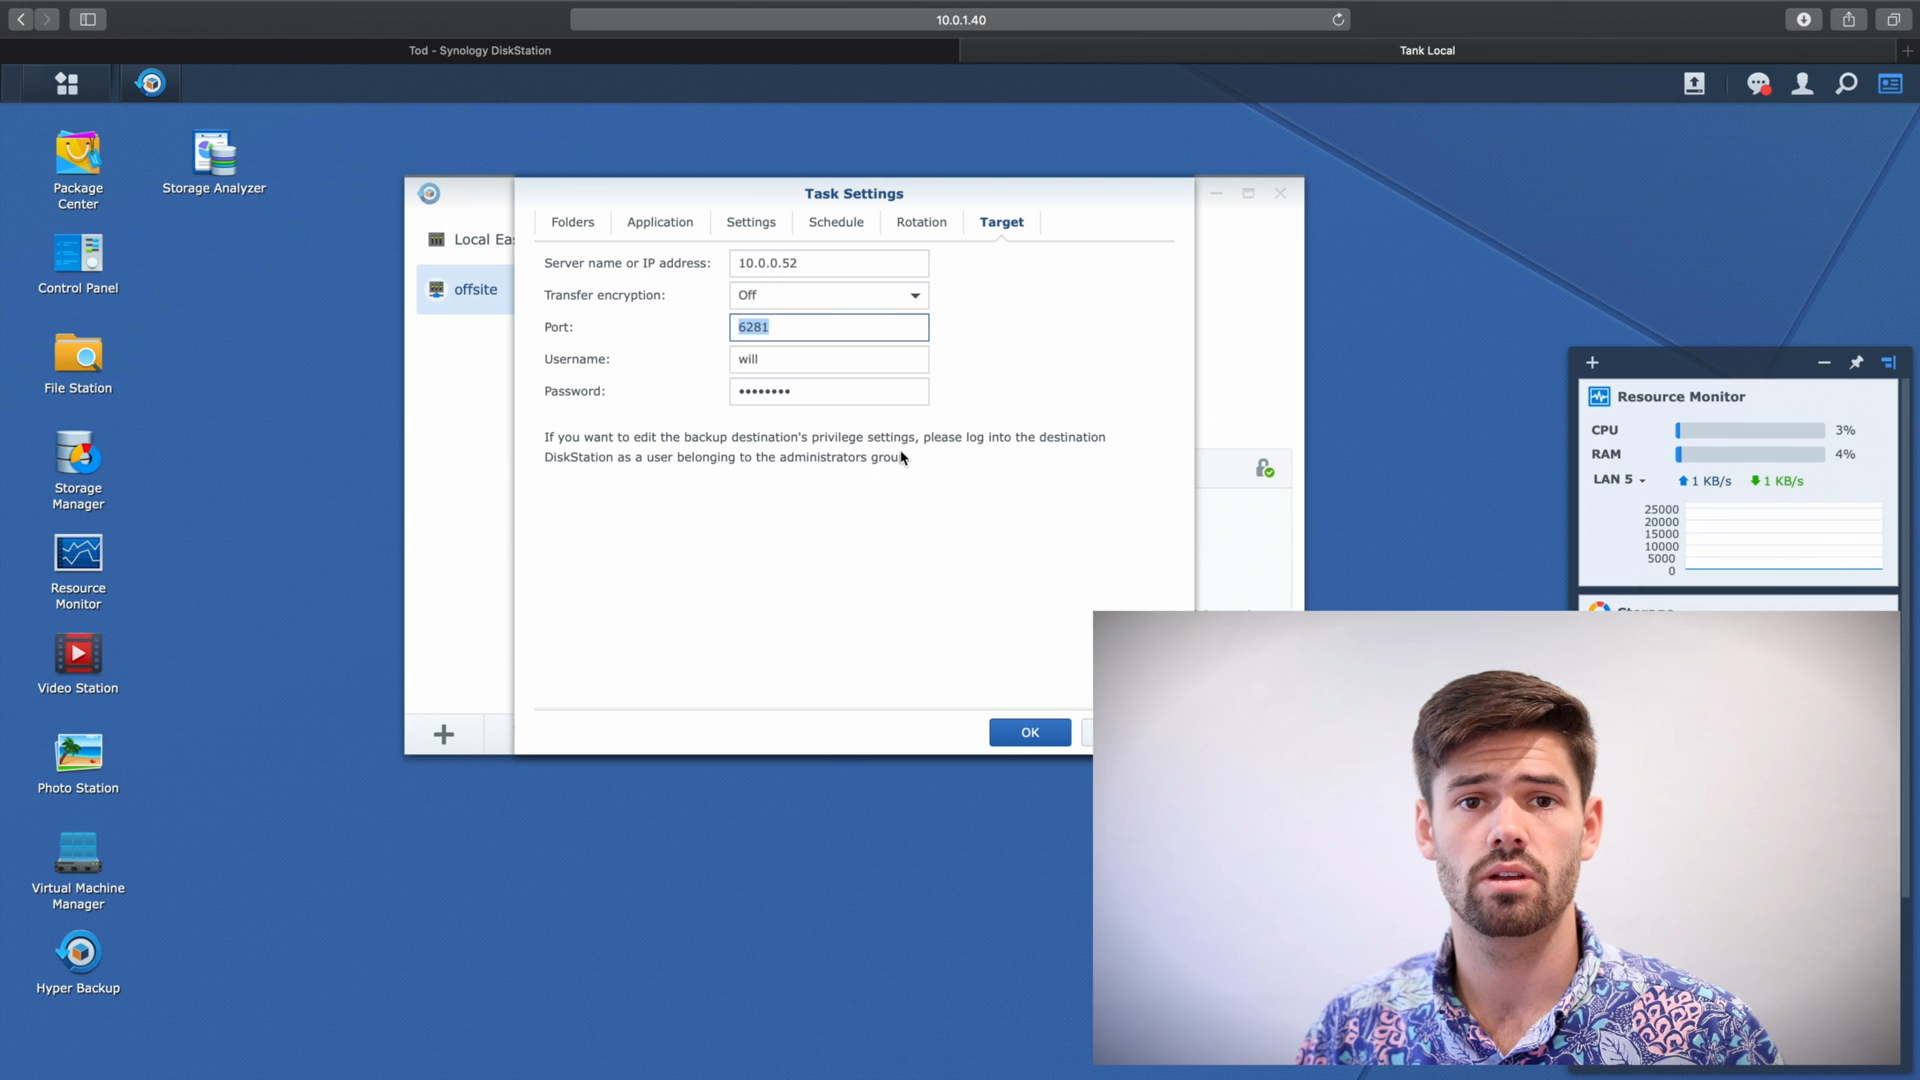 10.0.1.40
Tod - Synology DiskStation
Tank Local
Package
Center
Storage Analyzer
Control Panel
File Station
Storage
Manager
Resource
Monitor
Video Station
Photo Station
Virtual Machine
Manager
Hyper Backup
Local Eas
offsite
Task Settings
Folders
Application
Settings
Schedule
Rotation
Target
Server name or IP address:
10.0.0.52
Transfer encryption:
Off
Port:
6281
Username:
will
Password:
••••••••
If you want to edit the backup destination's privilege settings, please log into the destination
DiskStation as a user belonging to the administrators group
OK
Resource Monitor
CPU
3%
RAM
4%
LAN 5
1 KB/s
1 KB/s
25000
20000
15000
10000
5000
0